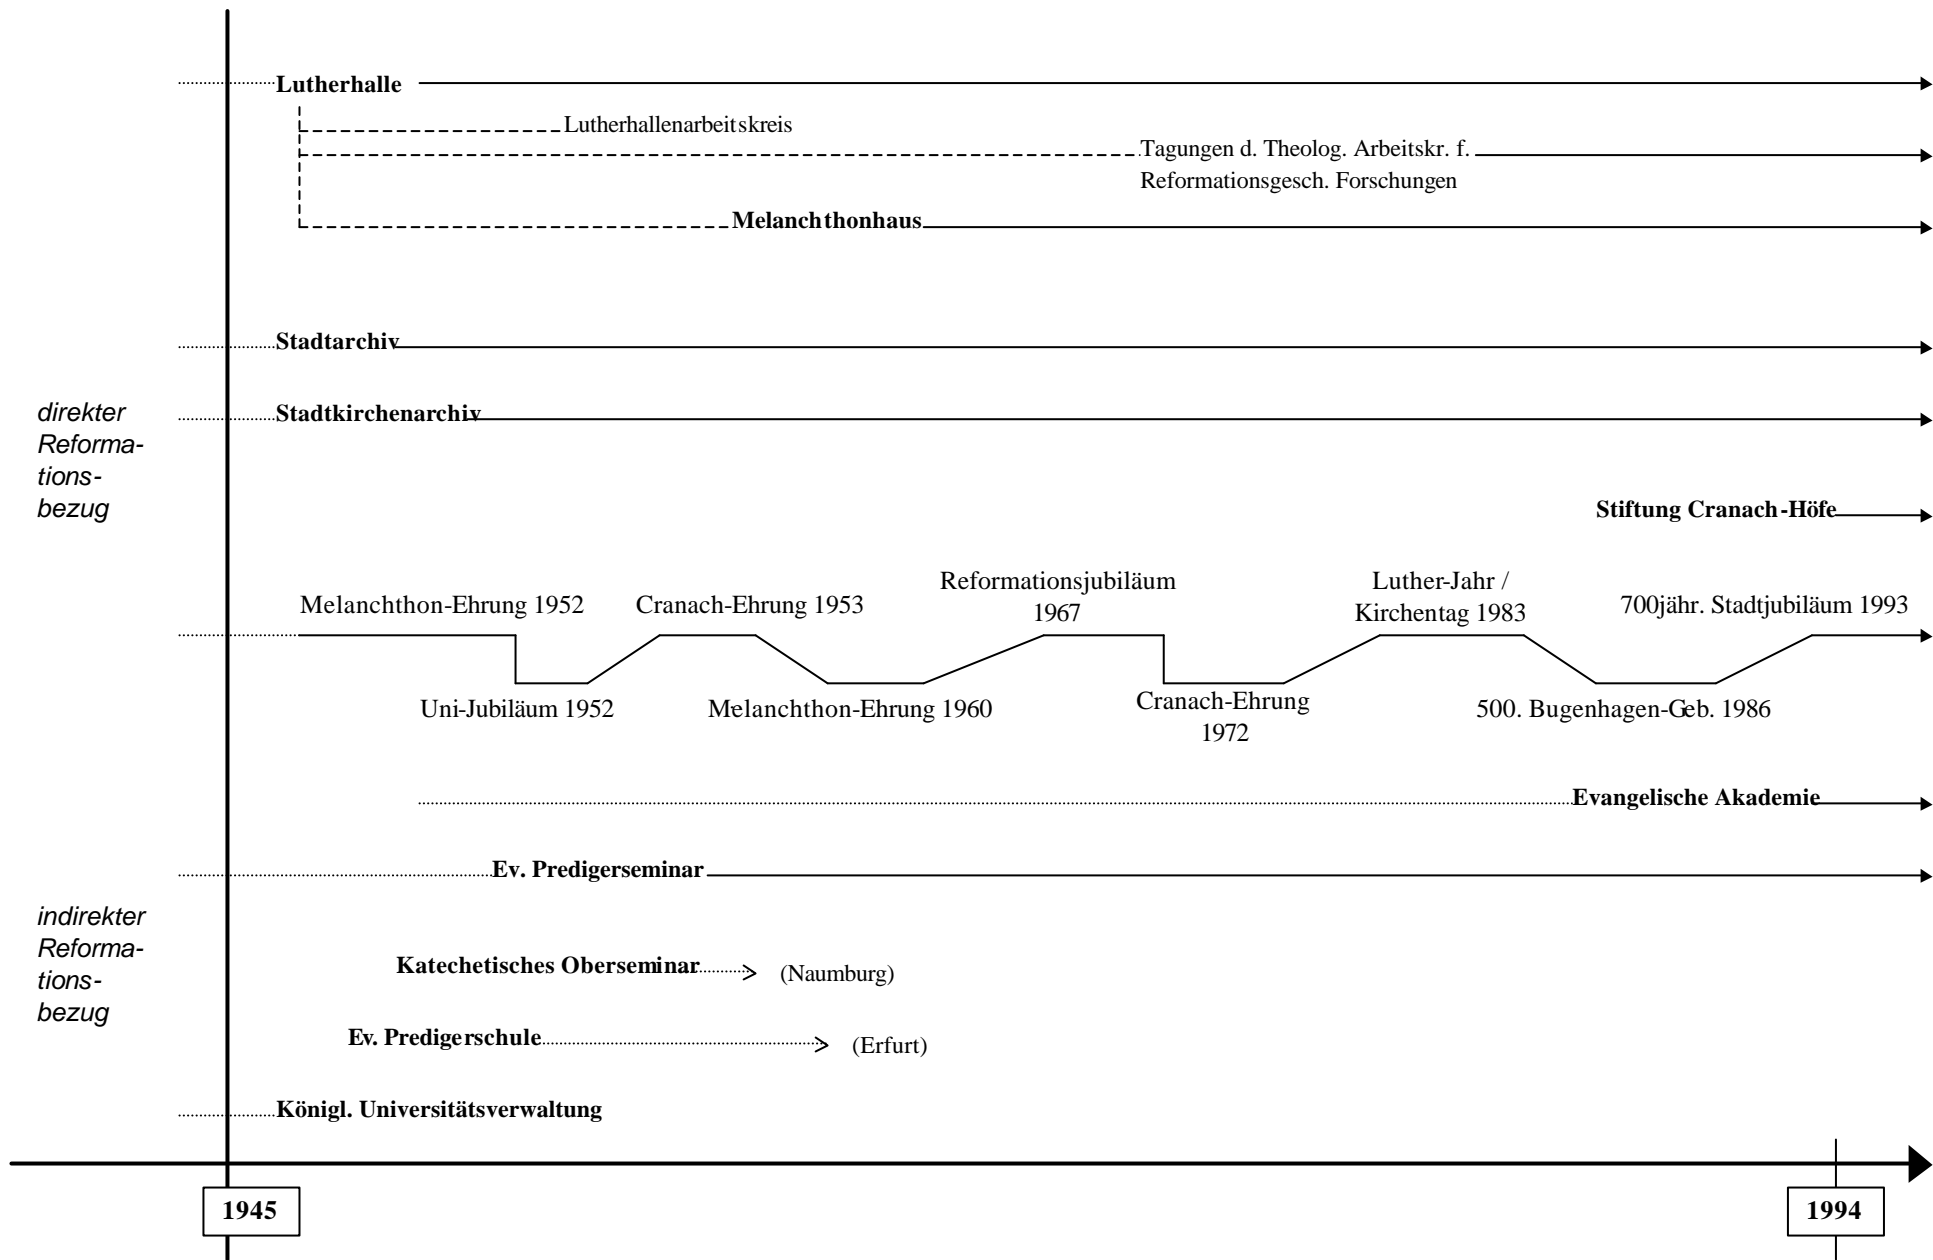 Lutherhalle
Lutherhallenarbeitskreis
Tagungen d. Theolog. Arbeitskr. f.
Reformationsgesch. Forschungen
Melanchthonhaus
Stadtarchiv
direkter
Reforma-
tions-
bezug
Stadtkirchenarchiv
Stiftung Cranach-Höfe
Melanchthon-Ehrung 1952
Cranach-Ehrung 1953
Reformationsjubiläum
1967
Luther-Jahr /
Kirchentag 1983
700jähr. Stadtjubiläum 1993
Uni-Jubiläum 1952
Melanchthon-Ehrung 1960
Cranach-Ehrung
1972
500. Bugenhagen-Geb. 1986
Evangelische Akademie
Ev. Predigerseminar
indirekter
Reforma-
tions-
bezug
Katechetisches Oberseminar
(Naumburg)
Ev. Predigerschule
(Erfurt)
Königl. Universitätsverwaltung
1945
1994